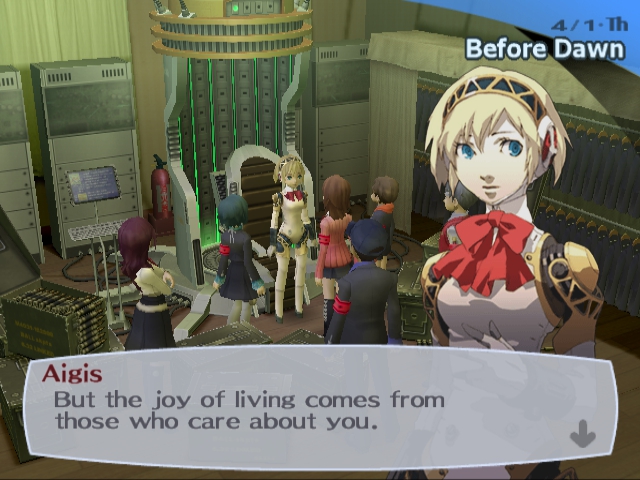 4/1·Th
Before Dawn
Aigis
But the joy of living comes from
those who care about you.